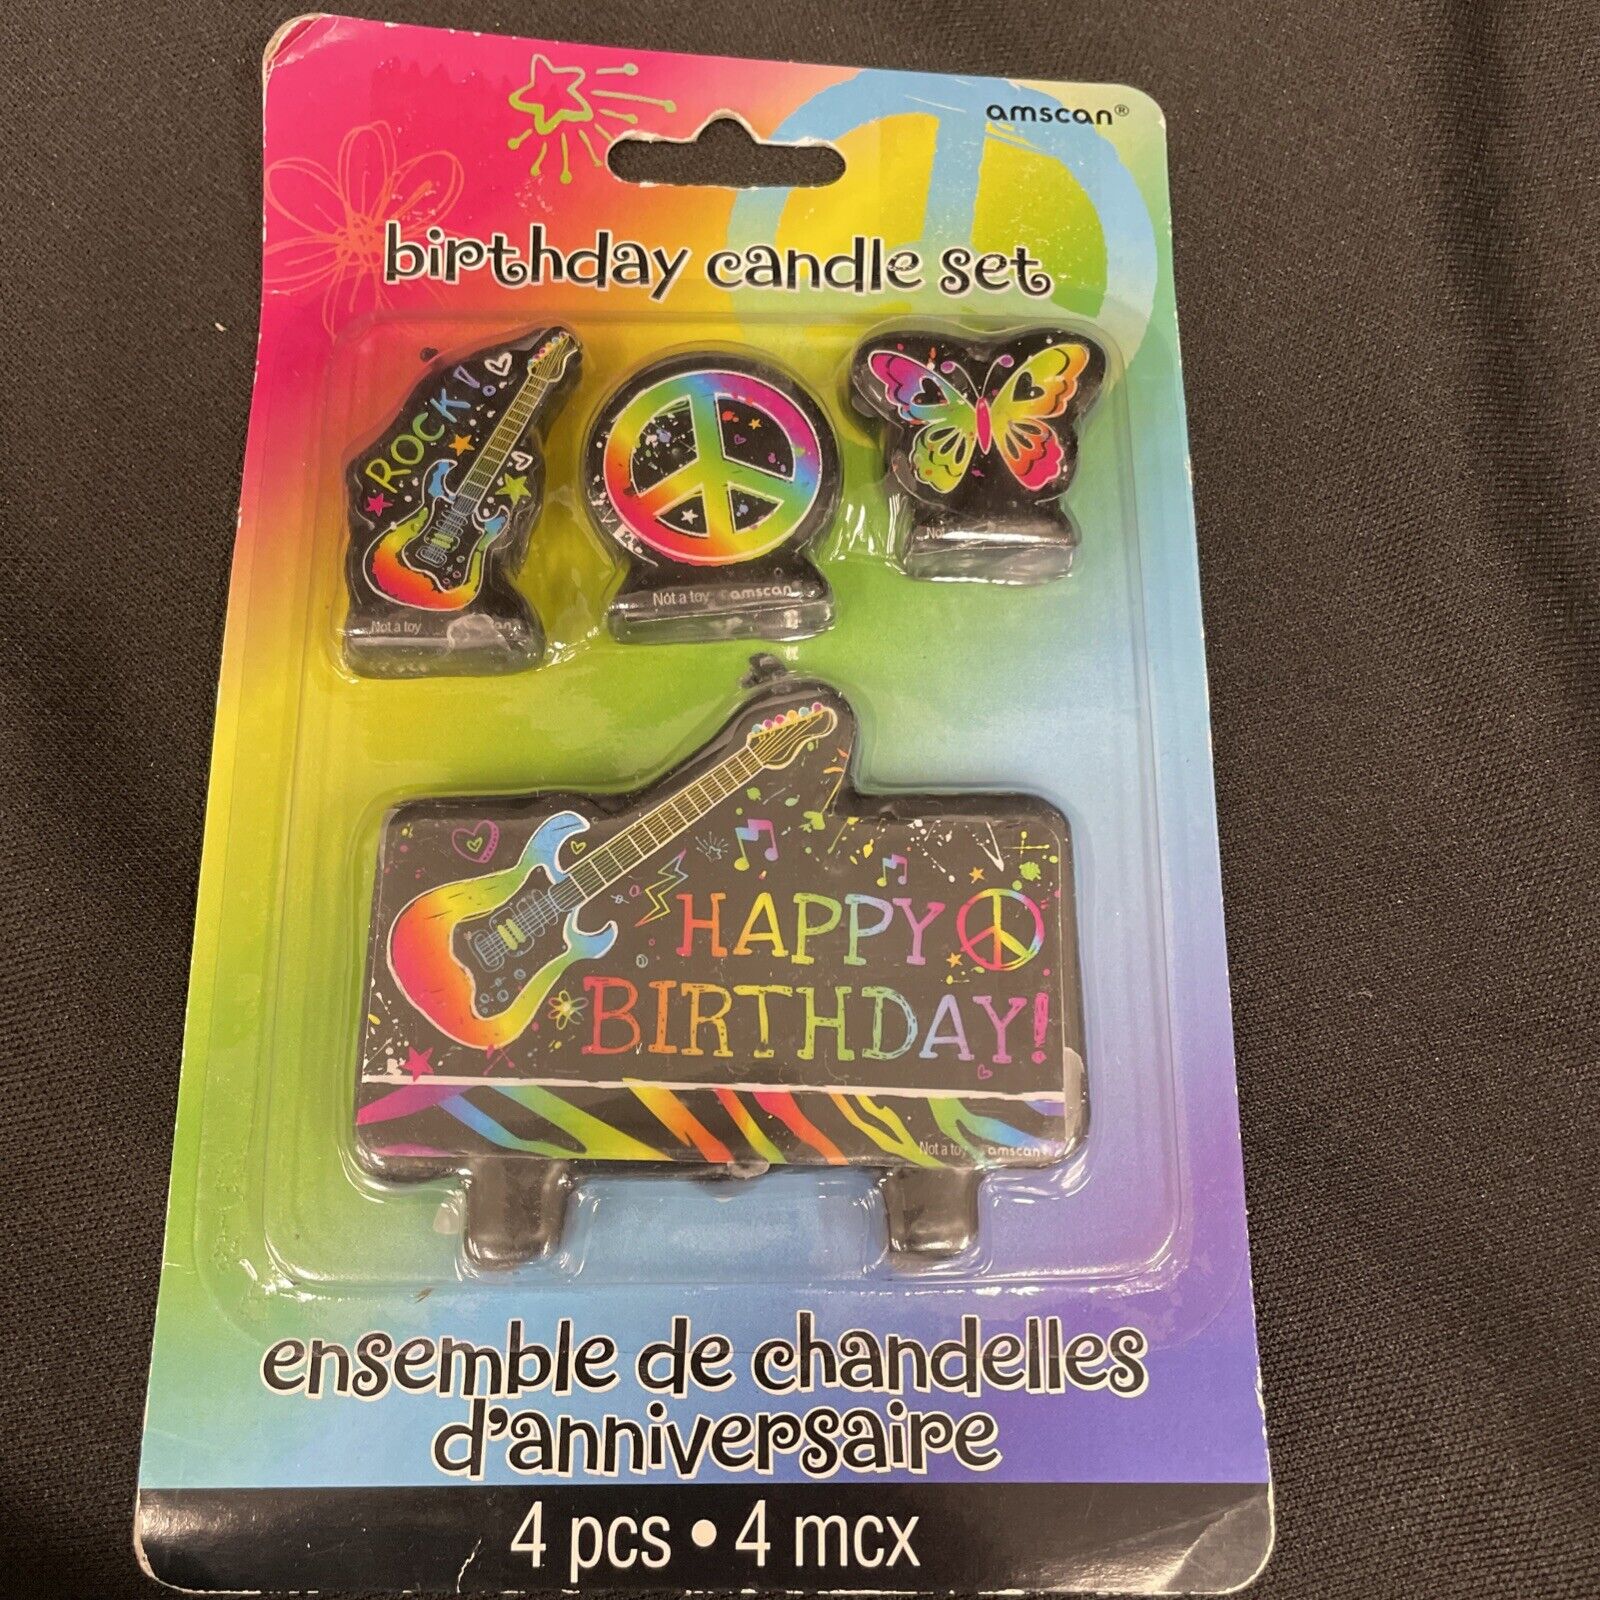 amscan®
birthday candle set
ROCK!
Not a toy
Not a toy amscan
No
HAPPY
BIRTHDAY!
Not a toy amscan
ensemble de chandelles
d'anniversaire
4 pcs • 4 mcx